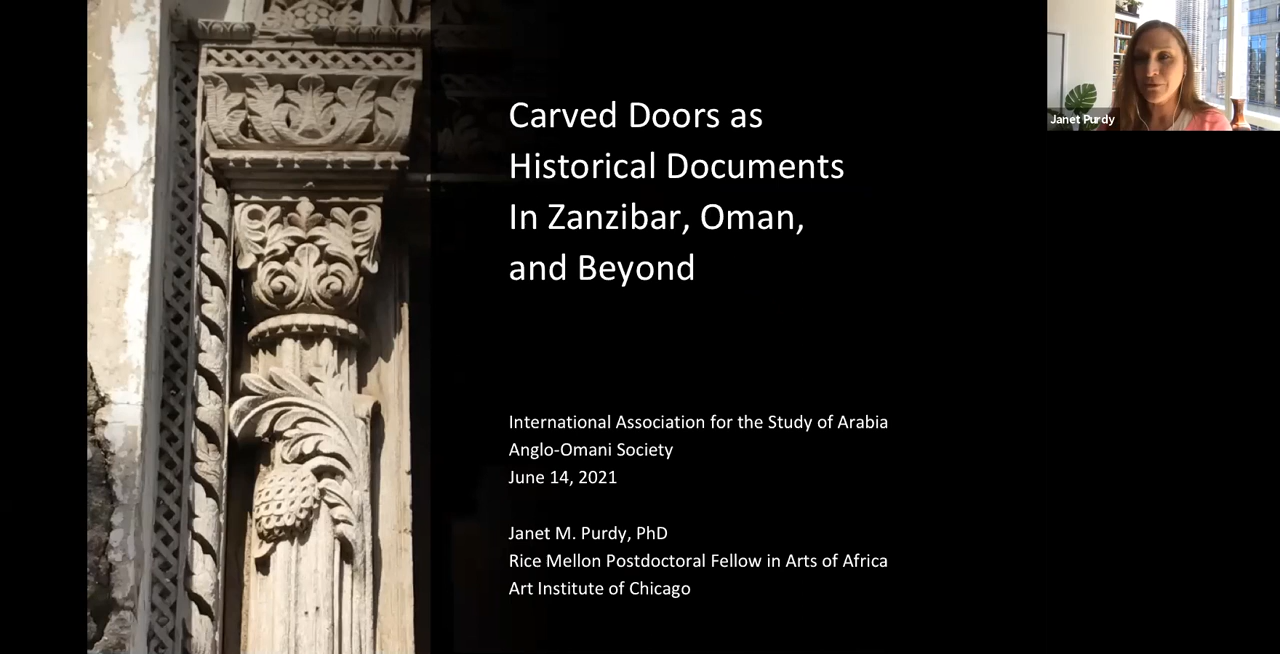 Carved Doors as
Historical Documents
In Zanzibar, Oman,
and Beyond
International Association for the Study of Arabia
Anglo-Omani Society
June 14, 2021
Janet M. Purdy, PhD
Rice Mellon Postdoctoral Fellow in Arts of Africa
Art Institute of Chicago
Janet Purdy